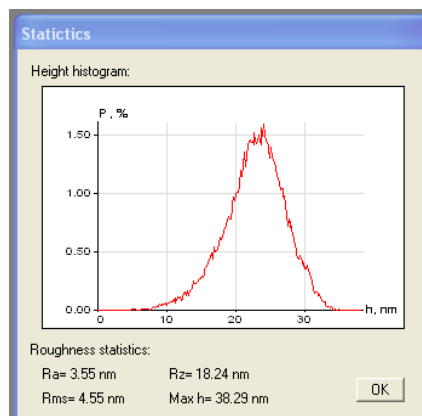 Statictics
Height histogram:
P, %
1.50
1.00
0.50
0.00
0 10 20 30 h, nm
Roughness statistics:
Ra= 3.55 nm Rz= 18.24 nm
Rms= 4.55 nm Max h= 38.29 nm
OK